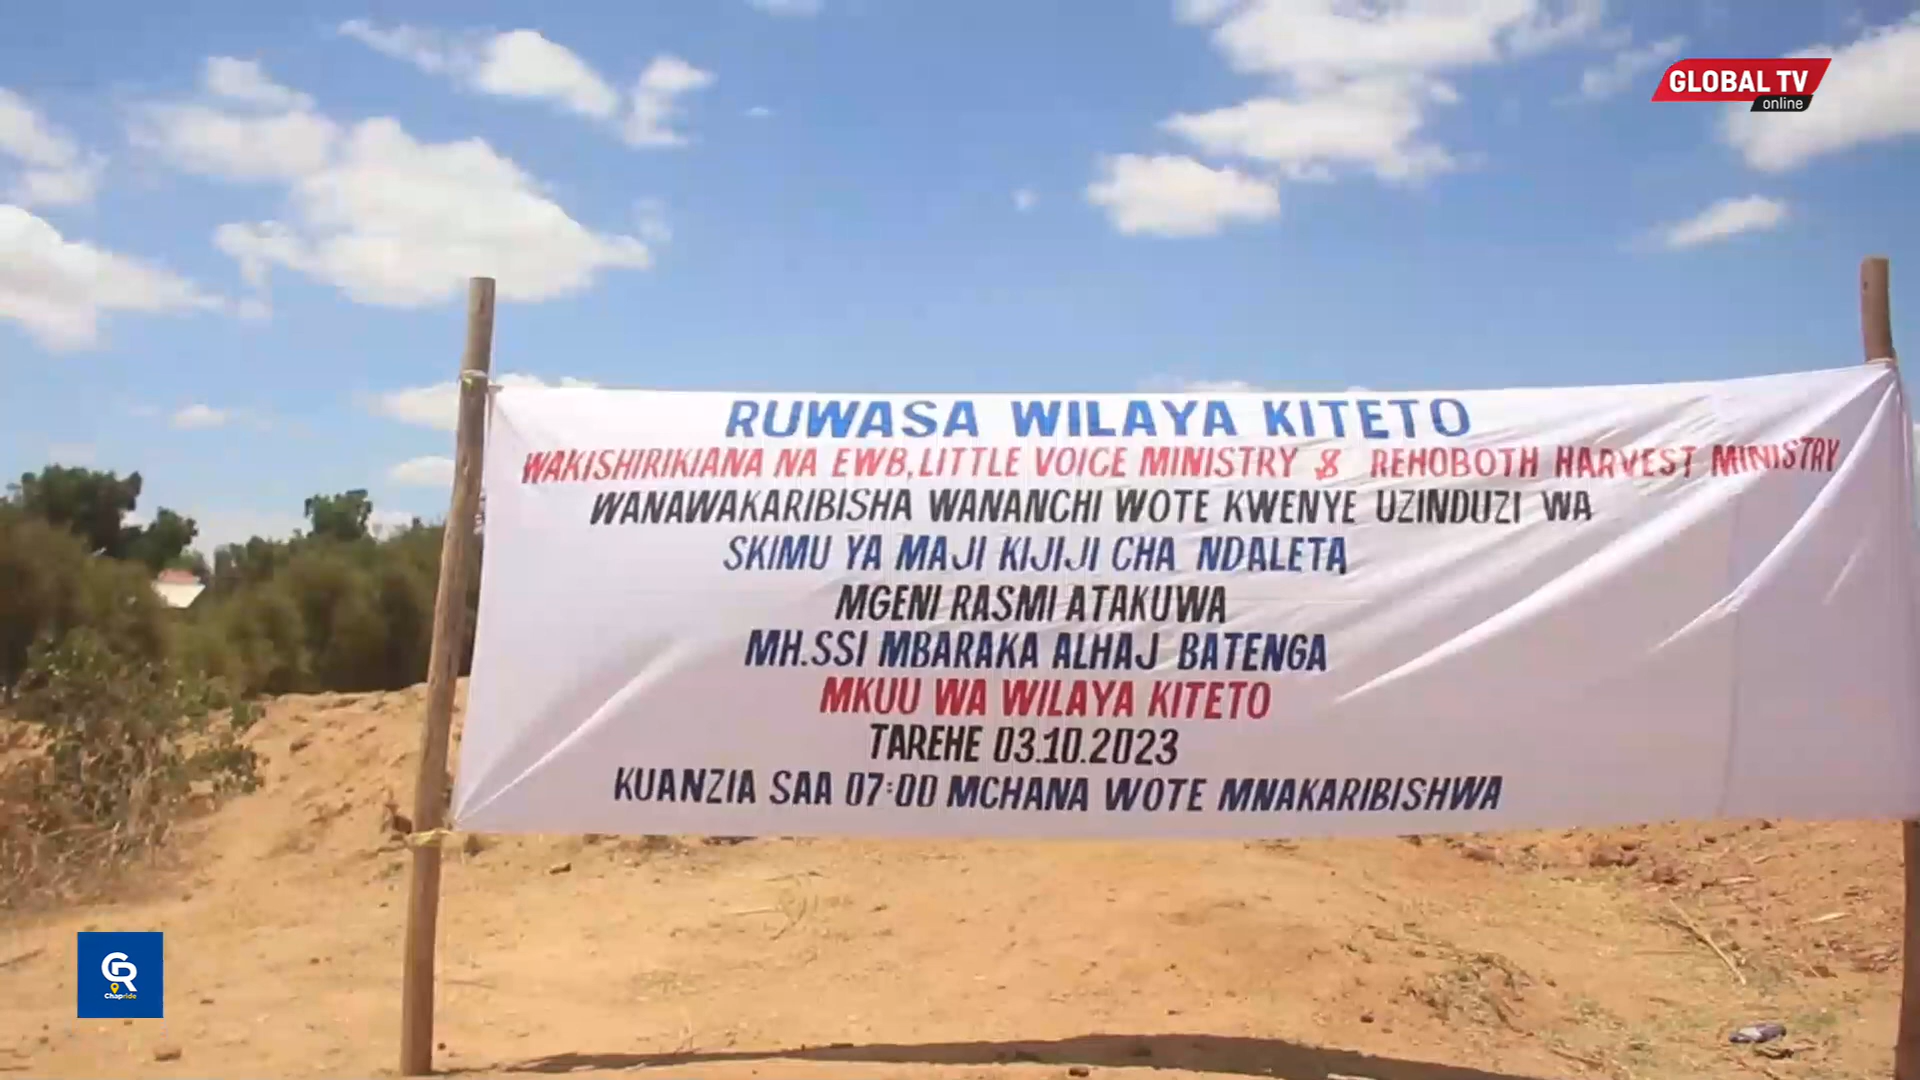 GLOBAL TV
online
RUWASA WILAYA KITETO
WAKISHIRIKIANA NA EWB, LITTLE VOICE MINISTRY & REHOBOTH HARVEST MINISTRY
WANAWAKARIBISHA WANANCHI WOTE KWENYE UZINDUZI WA
SKIMU YA MAJI KIJIJI CHA NDALETA
MGENI RASMI ATAKUWA
MH.SSI MBARAKA ALHAJ BATENGA
MKUU WA WILAYA KITETO
TAREHE 03.10.2023
KUANZIA SAA 07:00 MCHANA WOTE MNAKARIBISHWA
GR
Chapride